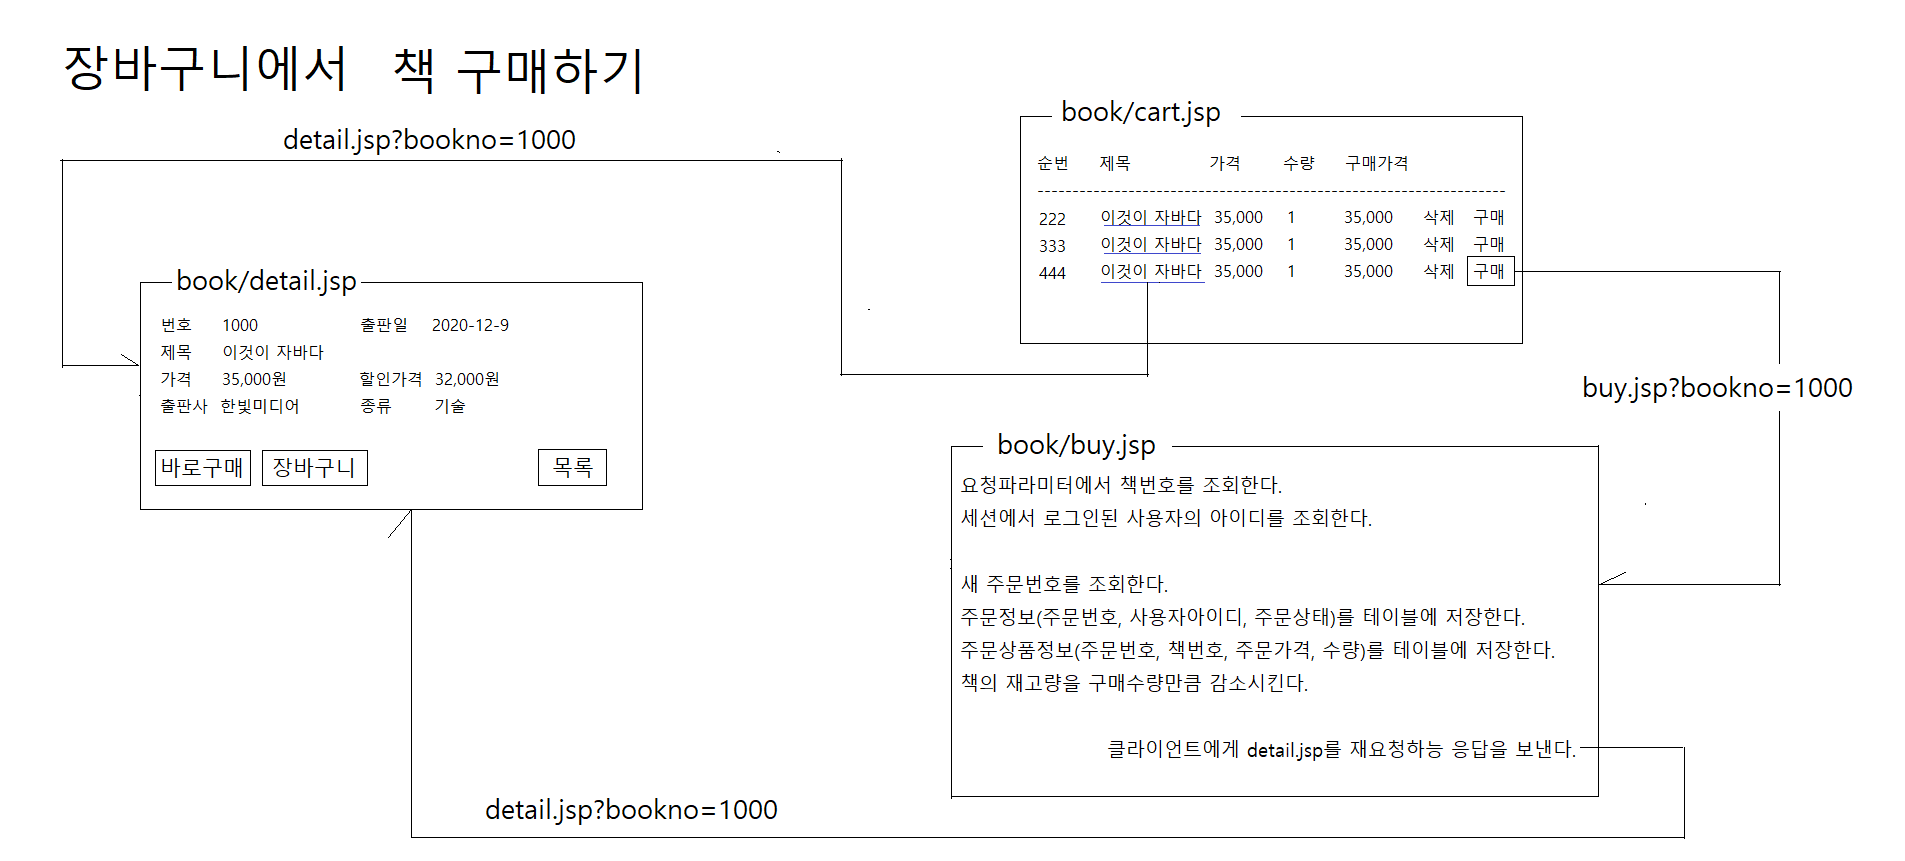 장바구니에서 책 구매하기
detail.jsp?bookno=1000
book/cart.jsp
순번 제목 가격 수량 구매가격
--------------------------------------------------------------------
222 이것이 자바다 35,000 1 35,000 삭제 구매
333 이것이 자바다 35,000 1 35,000 삭제 구매
444 이것이 자바다 35,000 1 35,000 삭제 구매
book/detail.jsp
번호 1000 출판일 2020-12-9
제목 이것이 자바다
가격 35,000원 할인가격 32,000원
출판사 한빛미디어 종류 기술
바로구매 장바구니 목록
buy.jsp?bookno=1000
book/buy.jsp
요청파라미터에서 책번호를 조회한다.
세션에서 로그인된 사용자의 아이디를 조회한다.
새 주문번호를 조회한다.
주문정보(주문번호, 사용자아이디, 주문상태)를 테이블에 저장한다.
주문상품정보(주문번호, 책번호, 주문가격, 수량)를 테이블에 저장한다.
책의 재고량을 구매수량만큼 감소시킨다.
클라이언트에게 detail.jsp를 재요청하능 응답을 보낸다.
detail.jsp?bookno=1000